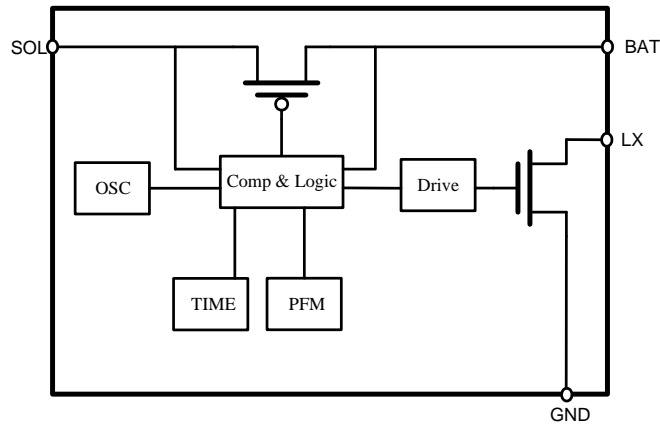 SOL
BAT
LX
OSC
Comp & Logic
Drive
TIME
PFM
GND